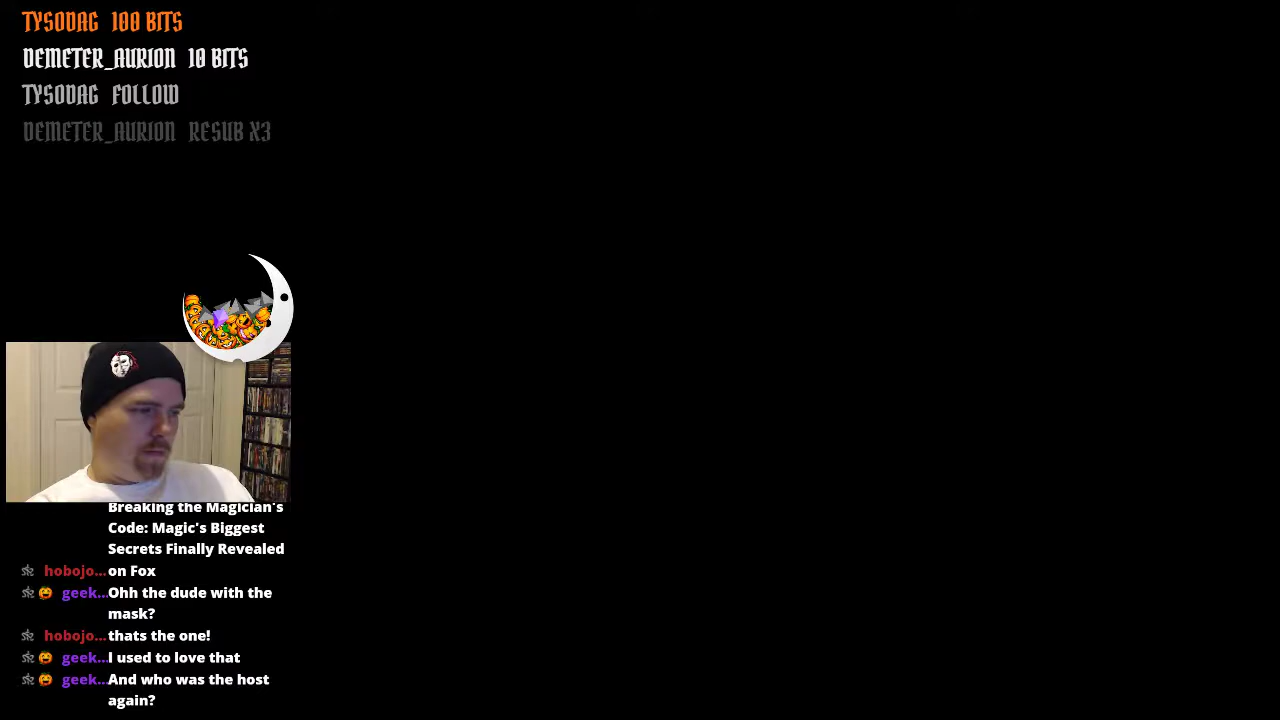 TYSODAG 100 BITS
DEMETER_AURION 10 BITS
TYSODAG FOLLOW
DEMETER_AURION RESUB X3
Breaking the Magician's
Code: Magic's Biggest
Secrets Finally Revealed
hobojo... on Fox
geek... Ohh the dude with the
mask?
hobojo... thats the one!
geek... I used to love that
geek... And who was the host
again?